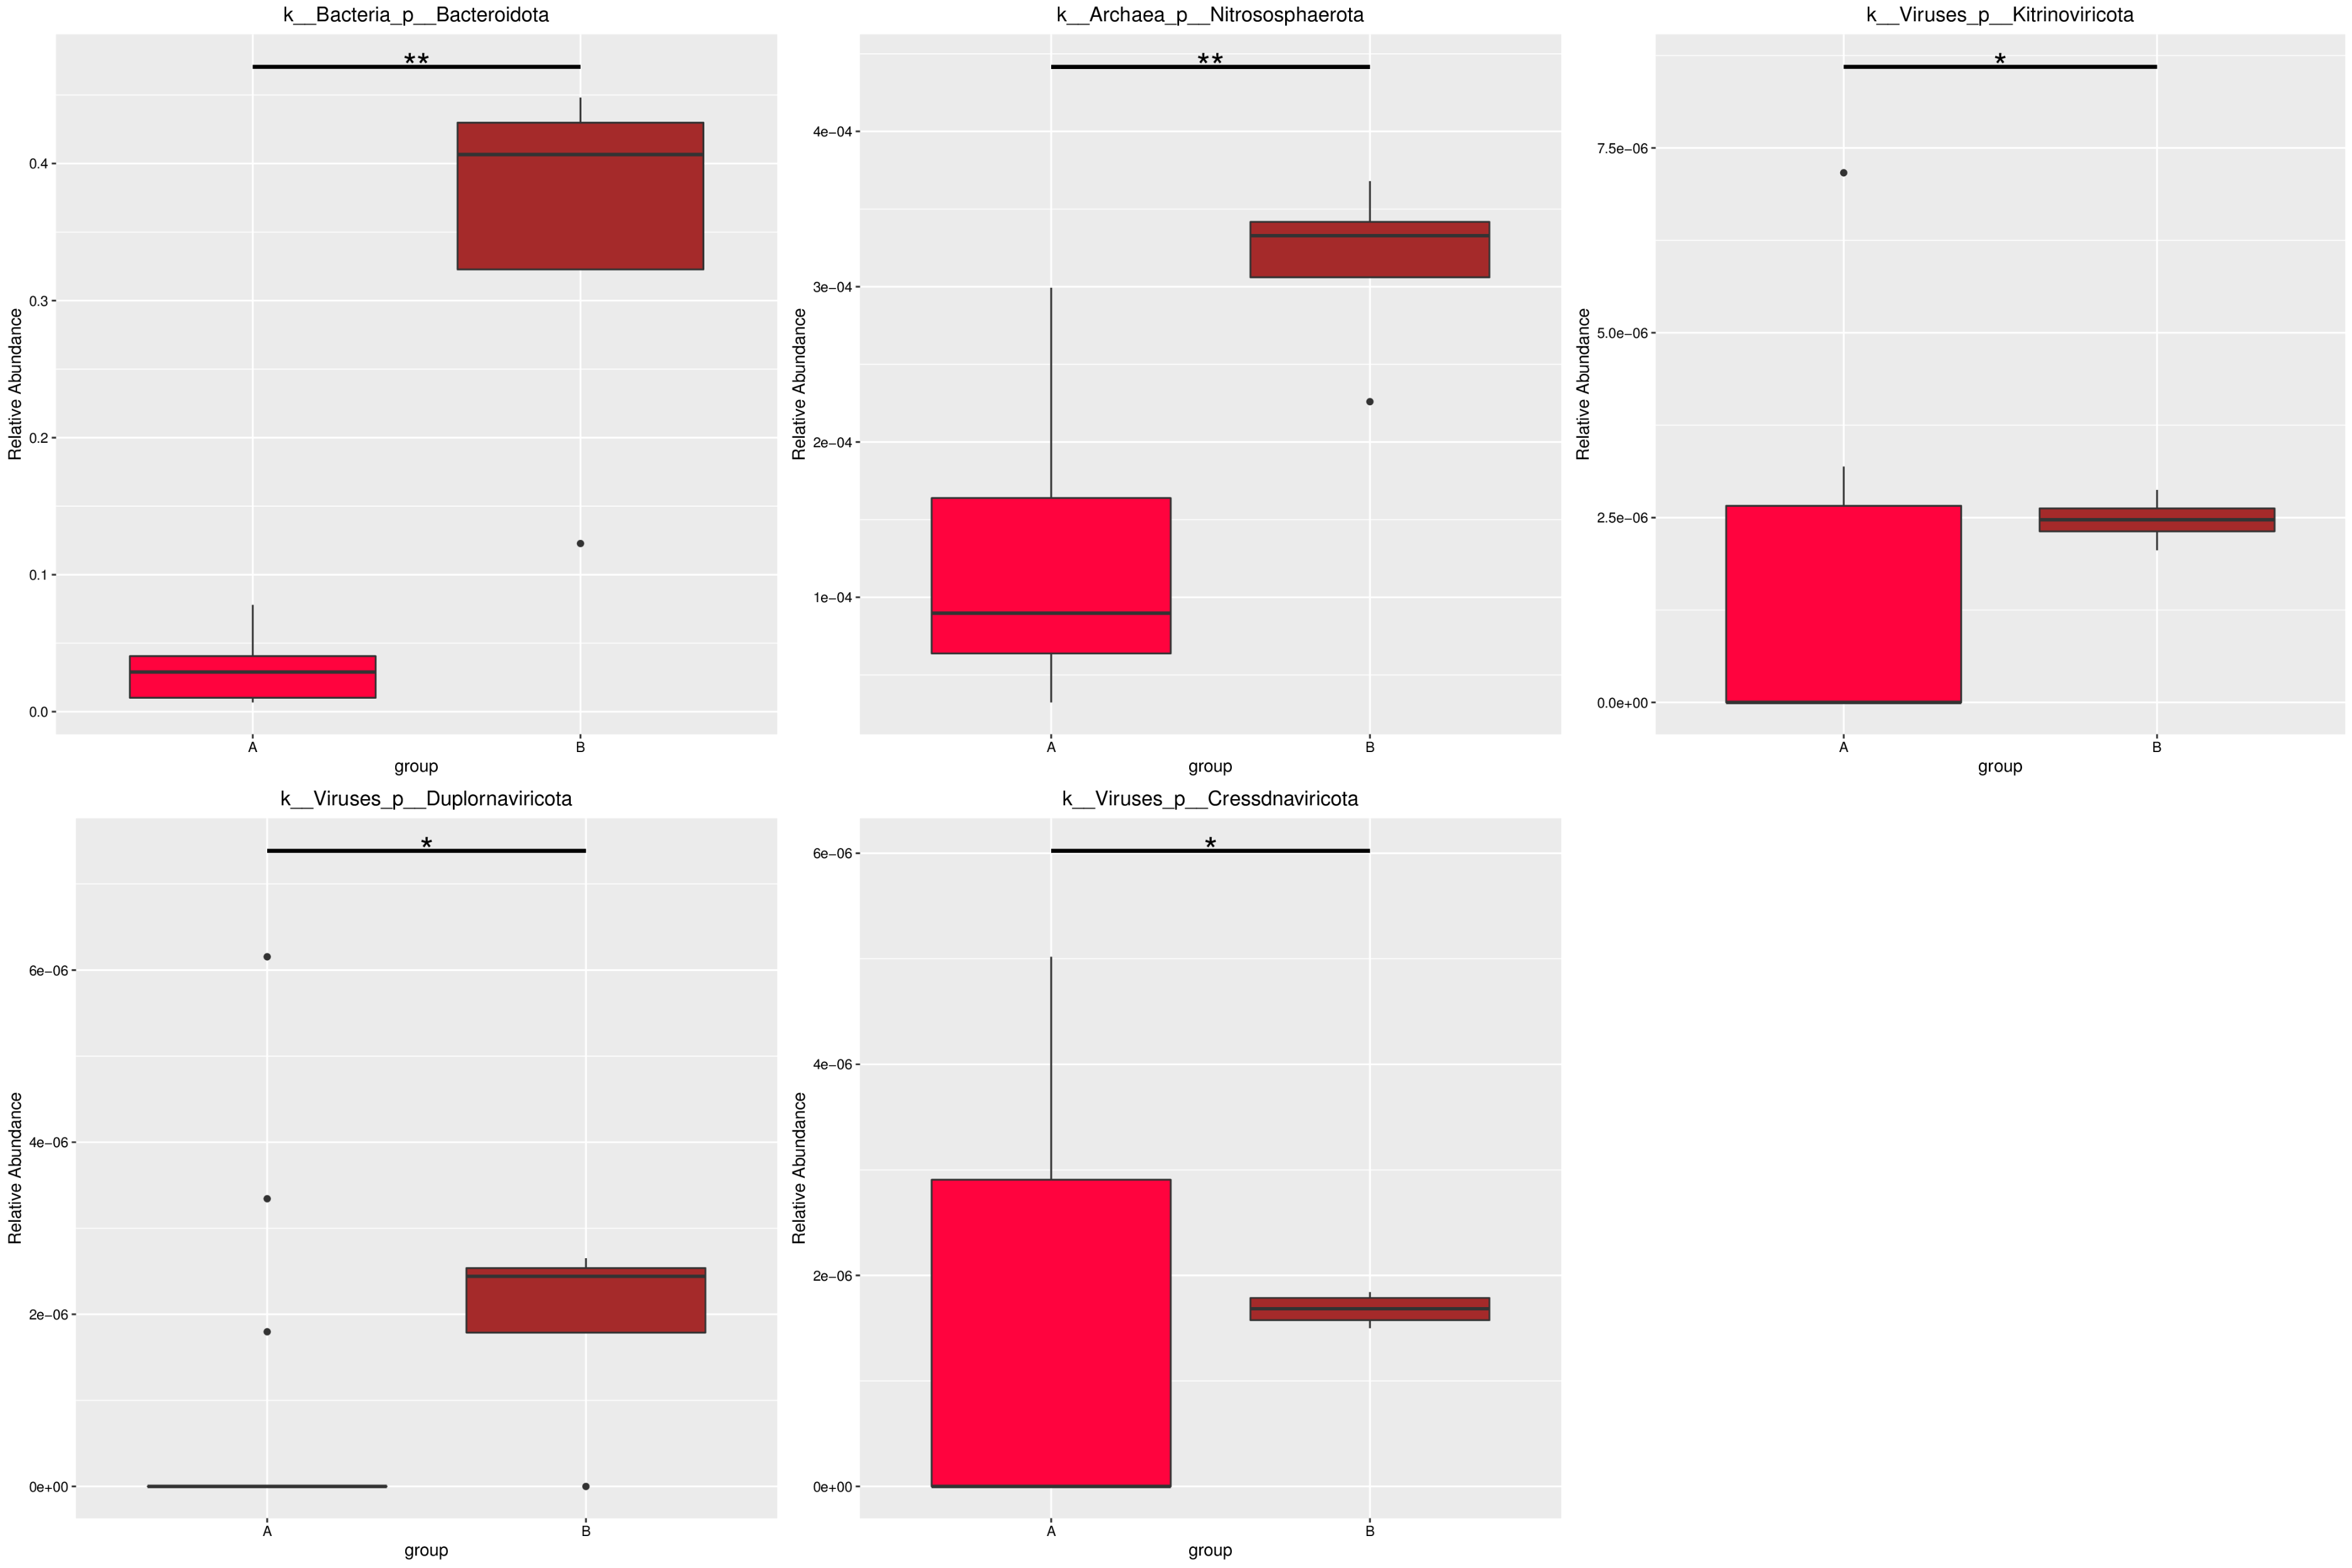 k__Bacteria_p__Bacteroidota
**
Relative Abundance
0.4
0.3
0.2
0.1
0.0
A B
group
k__Archaea_p__Nitrososphaerota
**
Relative Abundance
4e−04
3e−04
2e−04
1e−04
A B
group
k__Viruses_p__Kitrinoviricota
*
Relative Abundance
7.5e−06
5.0e−06
2.5e−06
0.0e+00
A B
group
k__Viruses_p__Duplornaviricota
*
Relative Abundance
6e−06
4e−06
2e−06
0e+00
A B
group
k__Viruses_p__Cressdnaviricota
*
Relative Abundance
6e−06
4e−06
2e−06
0e+00
A B
group